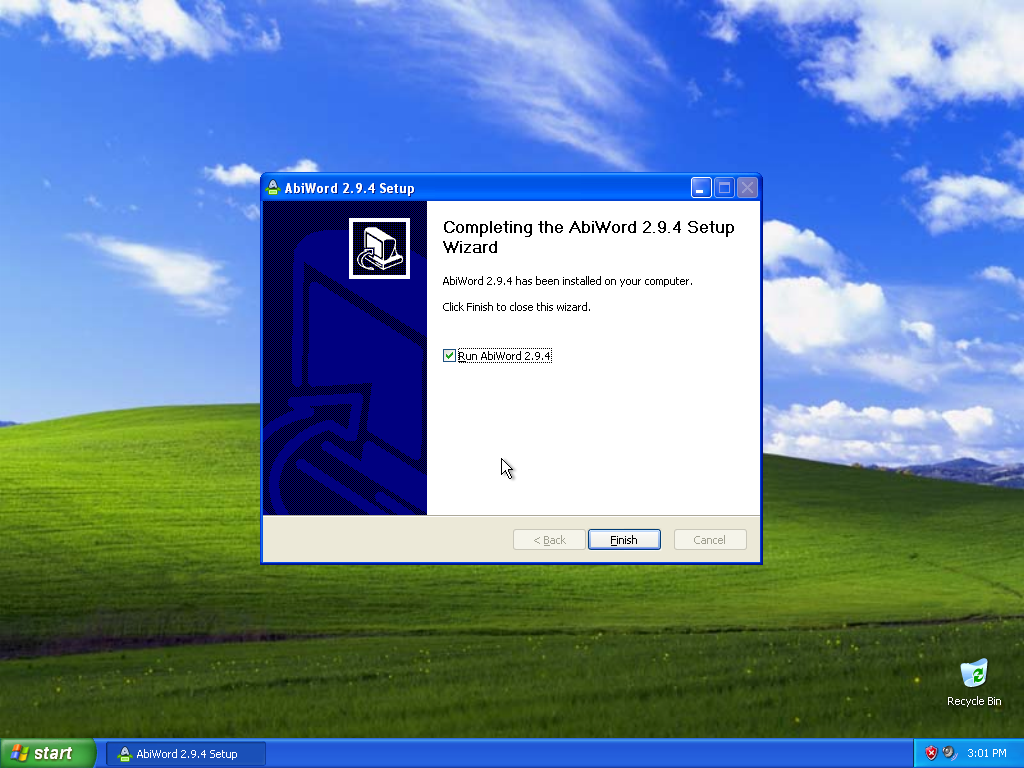 AbiWord 2.9.4 Setup
Completing the AbiWord 2.9.4 Setup
Wizard
AbiWord 2.9.4 has been installed on your computer.
Click Finish to close this wizard.
Run AbiWord 2.9.4
< Back
Finish
Cancel
Recycle Bin
start
AbiWord 2.9.4 Setup
3:01 PM